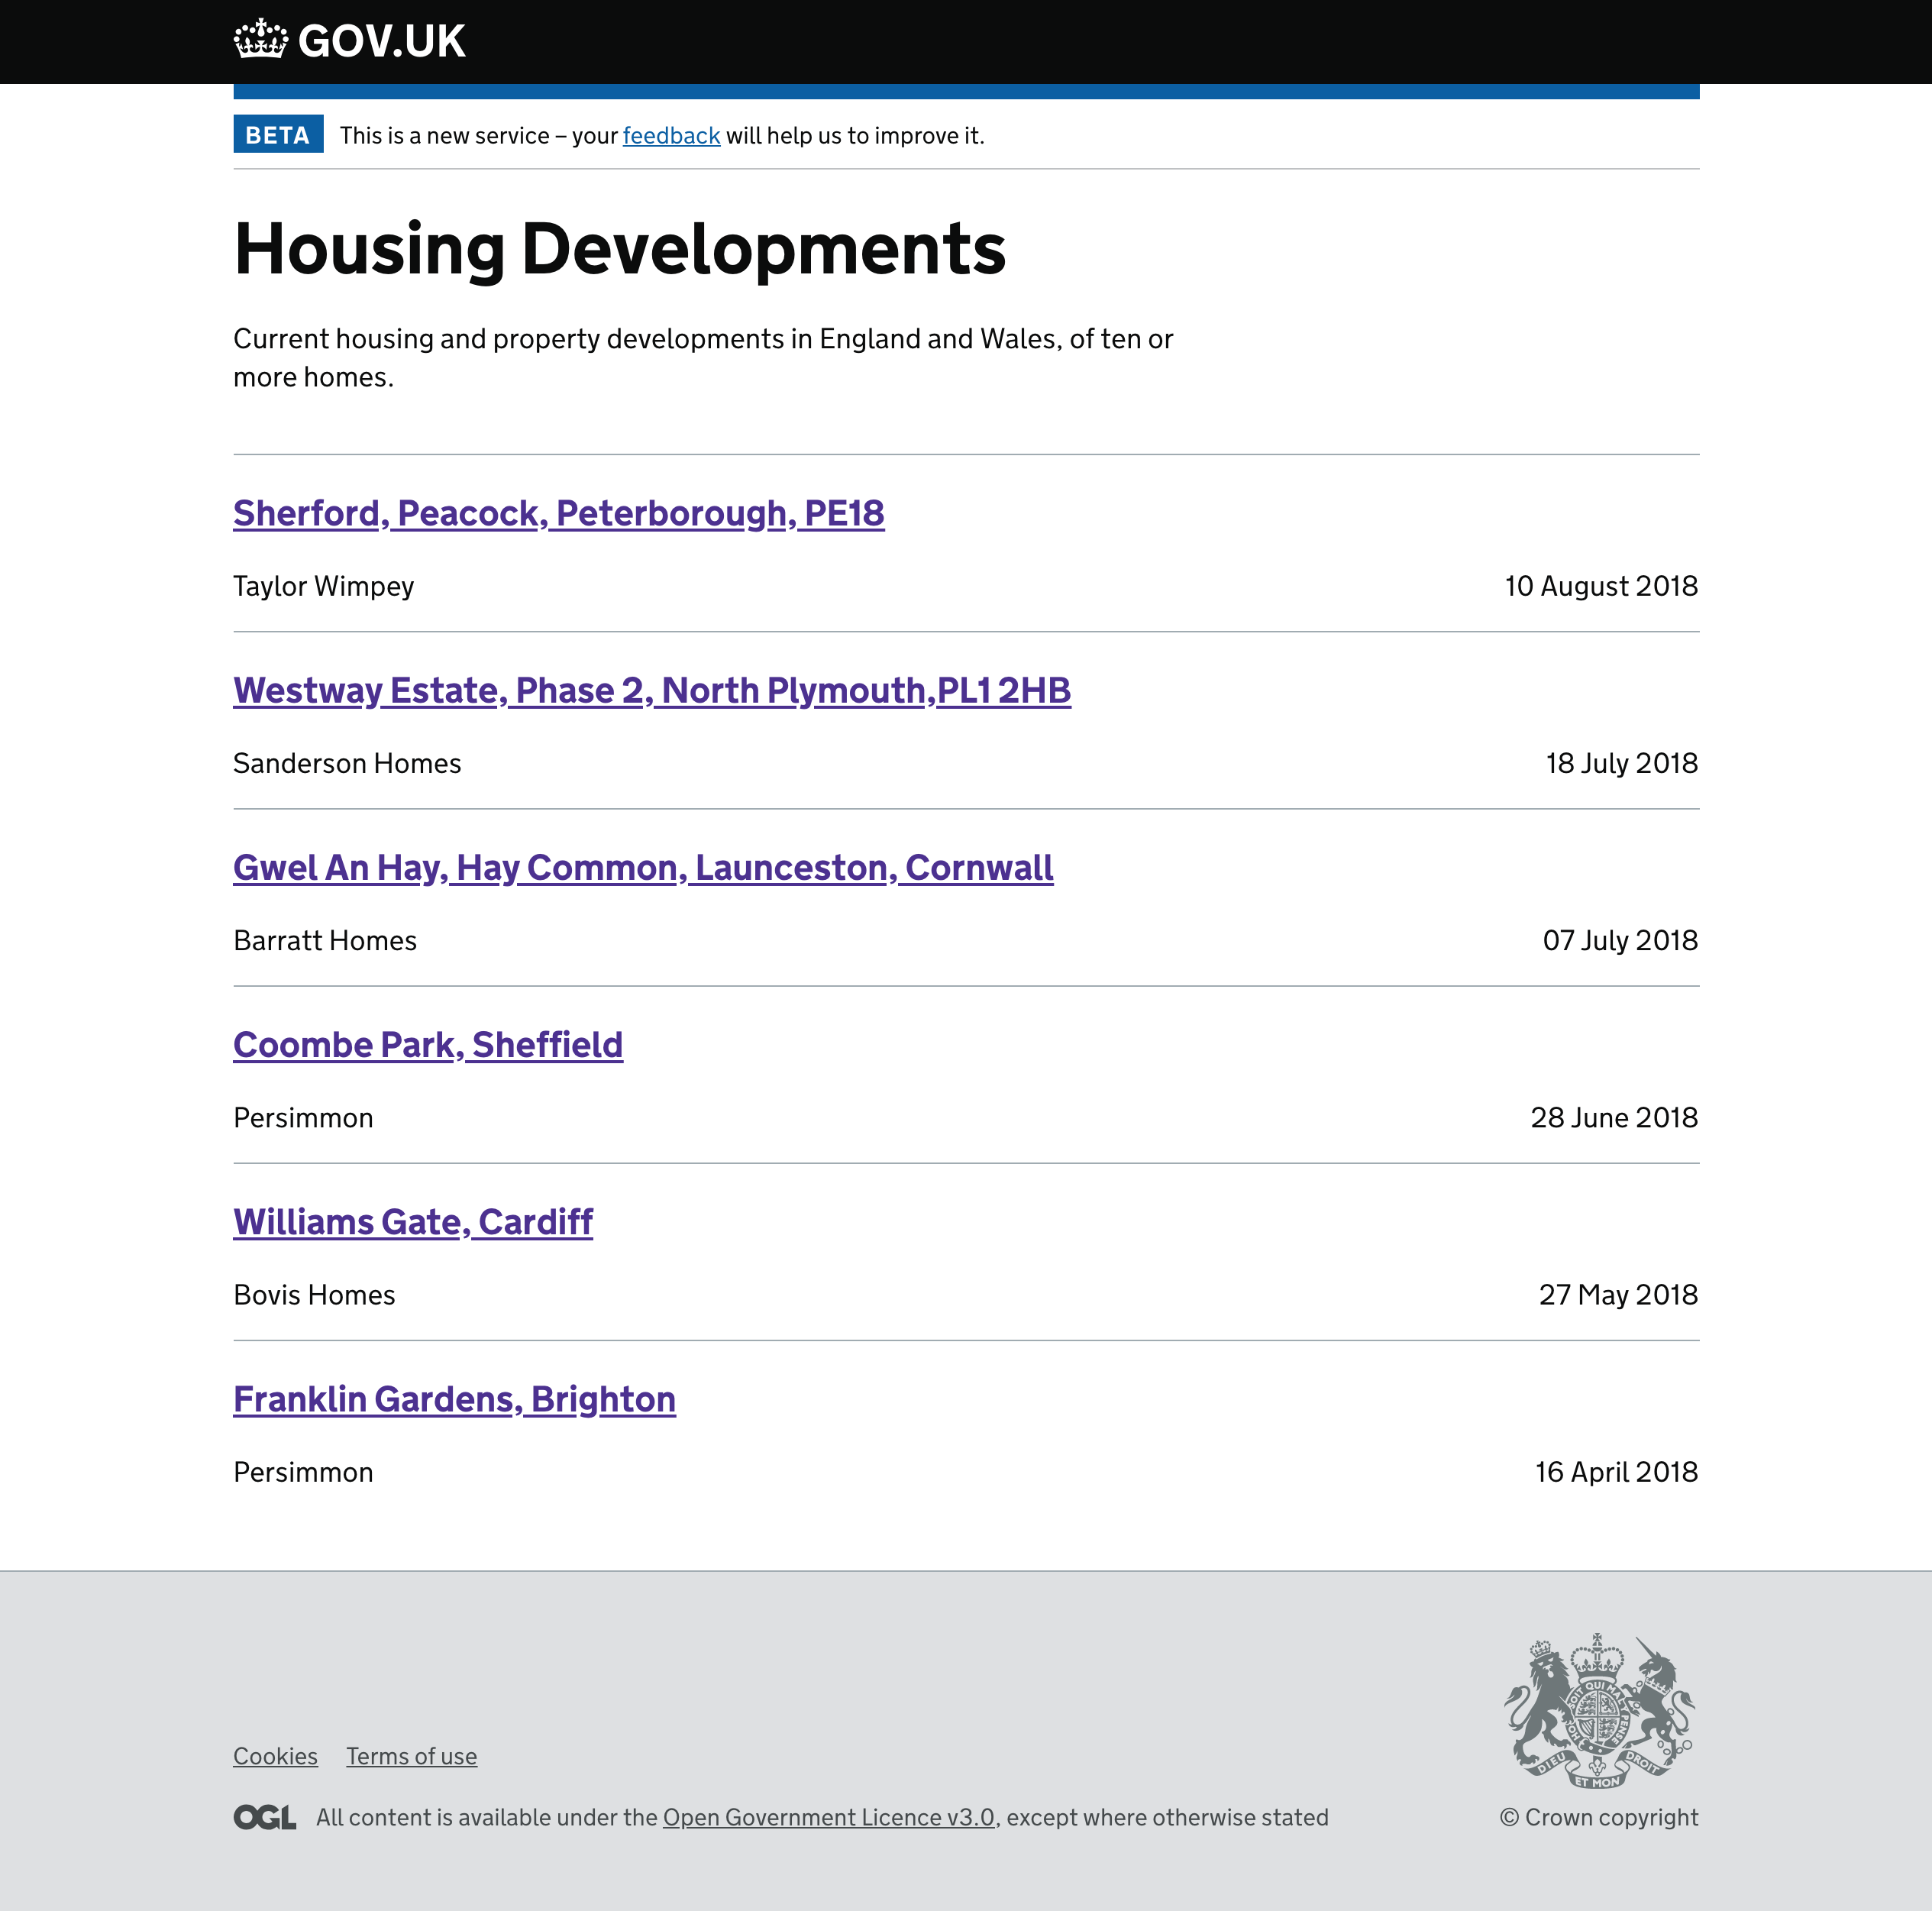 GOV.UK
BETA This is a new service – your feedback will help us to improve it.
Housing Developments
Current housing and property developments in England and Wales, of ten or
more homes.
Sherford, Peacock, Peterborough, PE18
Taylor Wimpey 10 August 2018
Westway Estate, Phase 2, North Plymouth,PL1 2HB
Sanderson Homes 18 July 2018
Gwel An Hay, Hay Common, Launceston, Cornwall
Barratt Homes 07 July 2018
Coombe Park, Sheffield
Persimmon 28 June 2018
Williams Gate, Cardiff
Bovis Homes 27 May 2018
Franklin Gardens, Brighton
Persimmon 16 April 2018
SOIT QUI MAL
HO
PENSE
DIEU ET MON DROIT
Cookies Terms of use
OGL All content is available under the Open Government Licence v3.0, except where otherwise stated
© Crown copyright